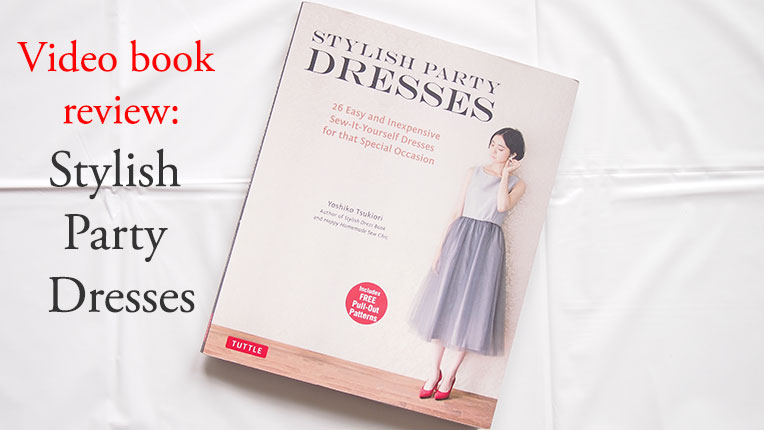 Video book
review:
Stylish
Party
Dresses
STYLISH PARTY
DRESSES
26 Easy and Inexpensive
Sew-It-Yourself Dresses
for that Special Occasion
Yoshiko Tsukiori
Author of Stylish Dress Book
and Happy Homemade Sew Chic
Includes
FREE
Pull-Out
Patterns
TUTTLE